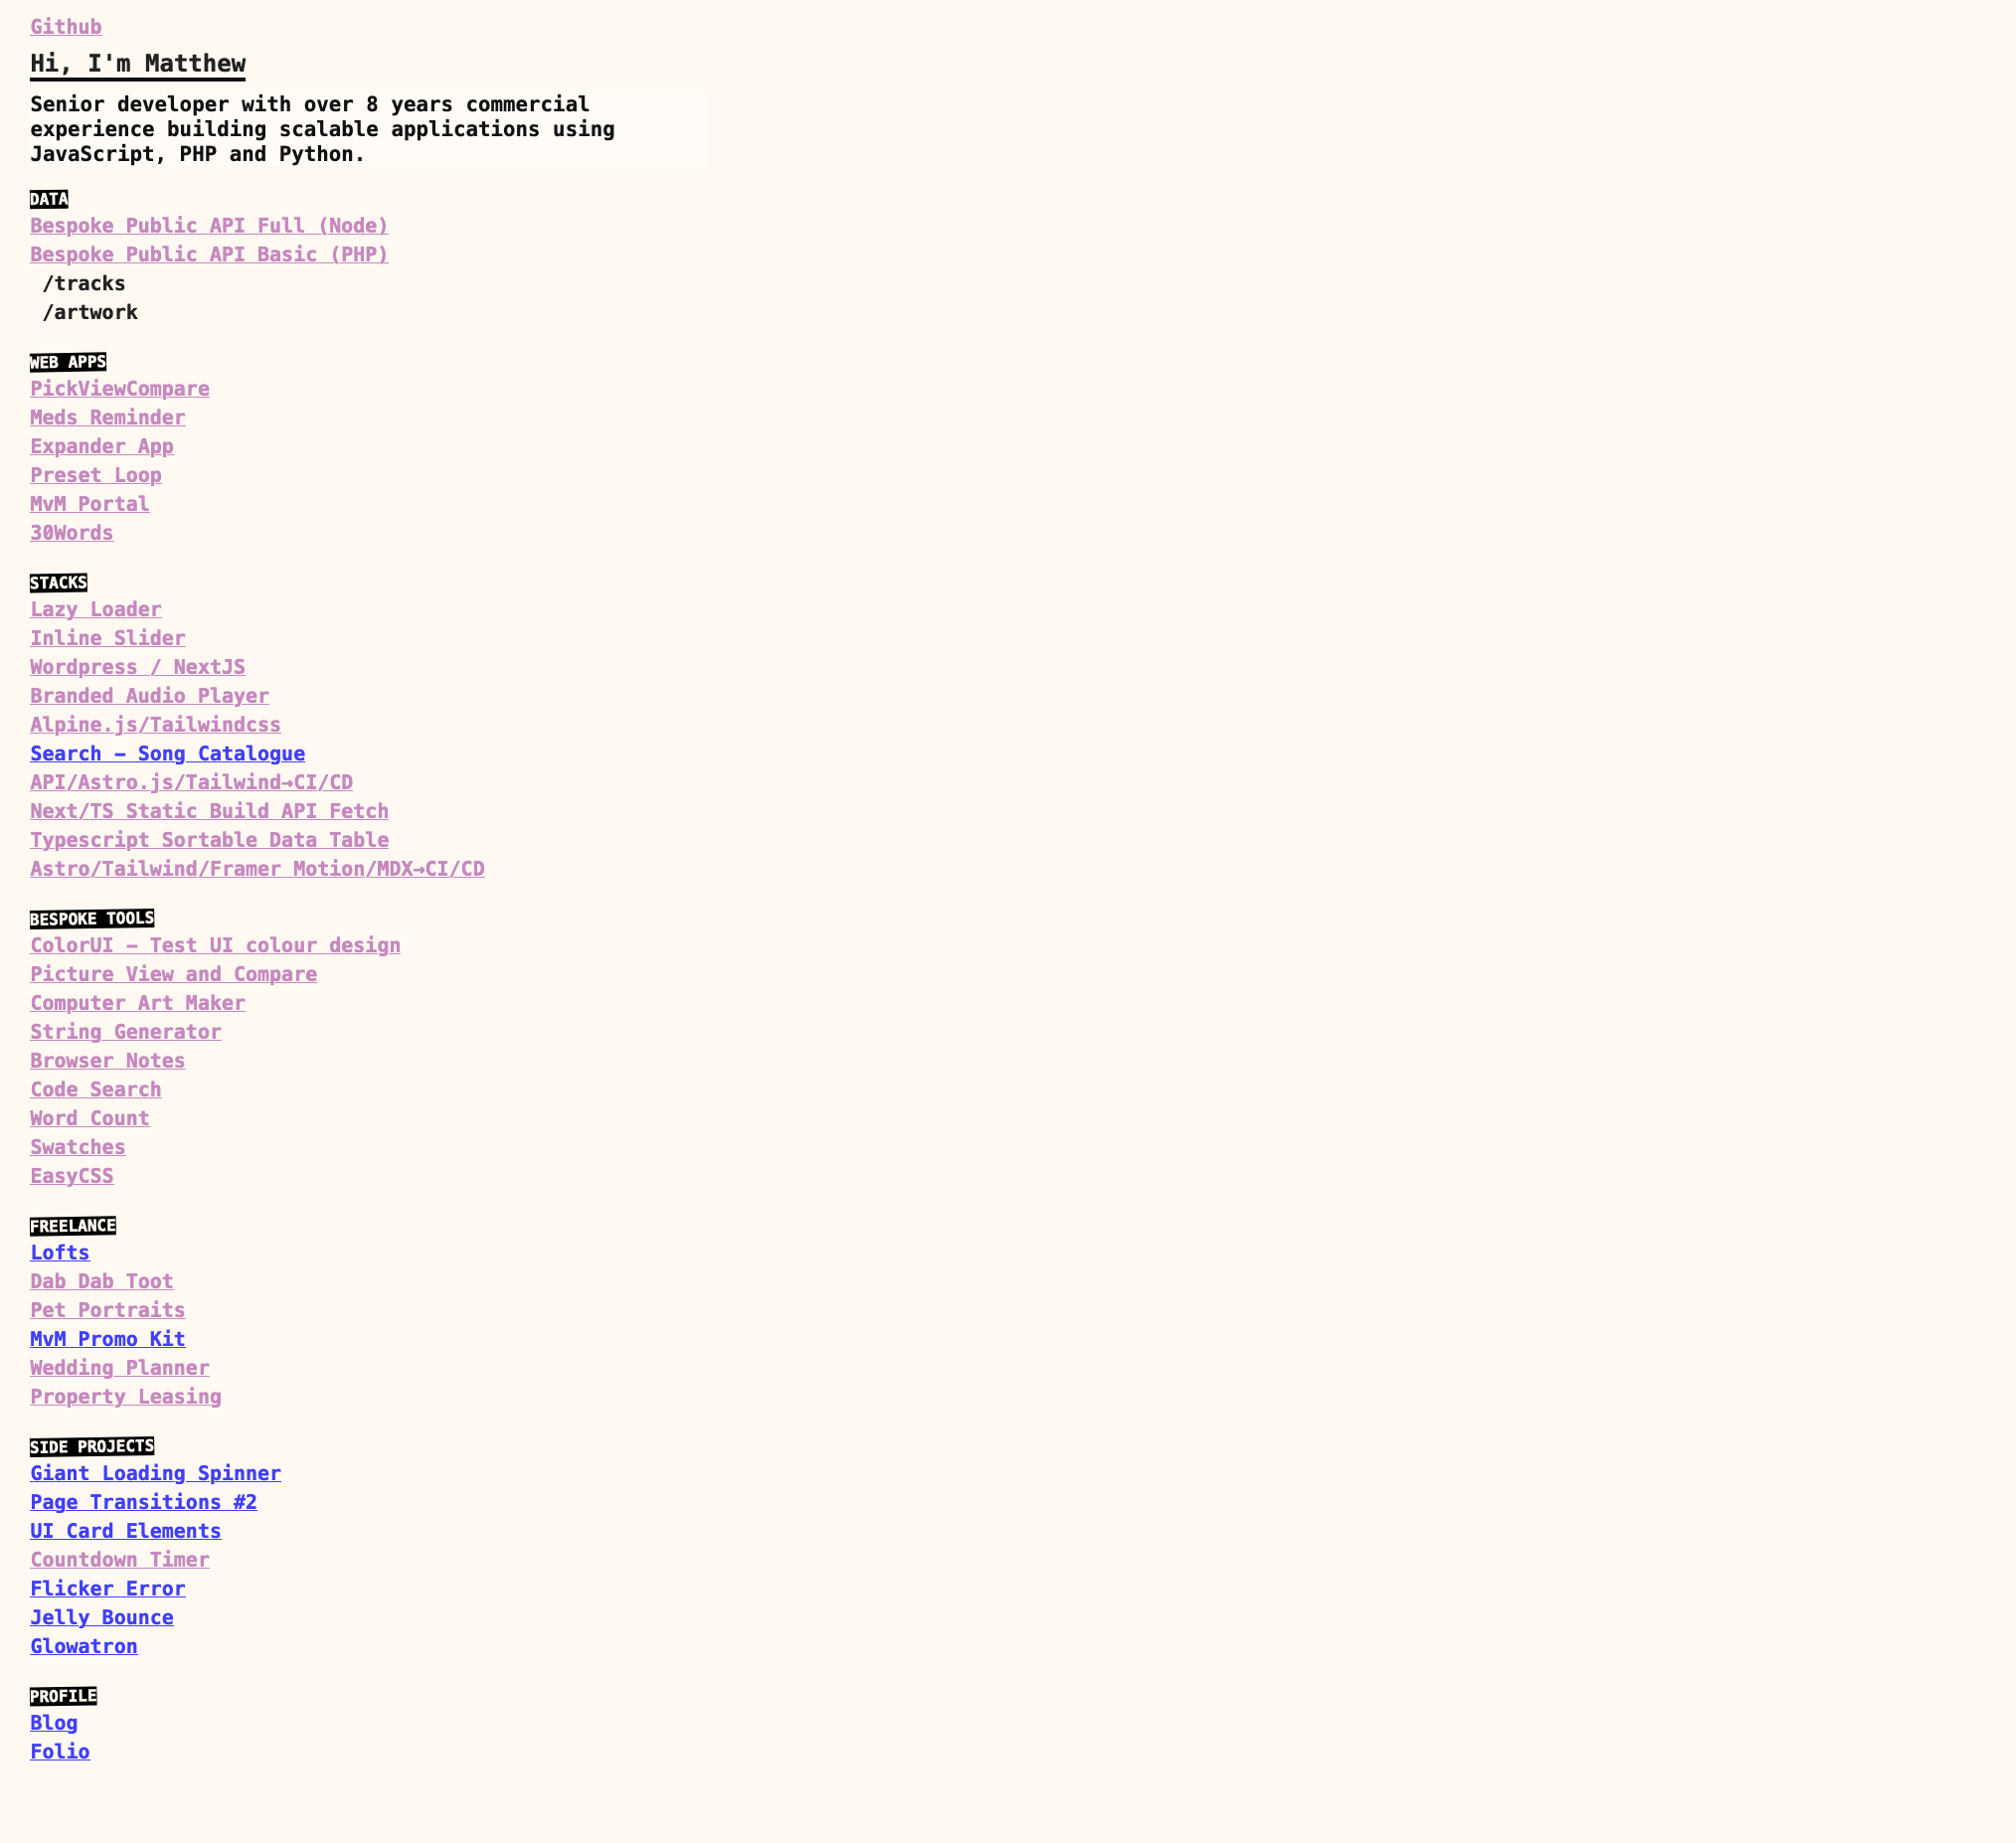 Github
Hi, I'm Matthew
Senior developer with over 8 years commercial
experience building scalable applications using
JavaScript, PHP and Python.
DATA
Bespoke Public API Full (Node)
Bespoke Public API Basic (PHP)
/tracks
/artwork
WEB APPS
PickViewCompare
Meds Reminder
Expander App
Preset Loop
MvM Portal
30Words
STACKS
Lazy Loader
Inline Slider
Wordpress / NextJS
Branded Audio Player
Alpine.js/Tailwindcss
Search – Song Catalogue
API/Astro.js/Tailwind→CI/CD
Next/TS Static Build API Fetch
Typescript Sortable Data Table
Astro/Tailwind/Framer Motion/MDX→CI/CD
BESPOKE TOOLS
ColorUI – Test UI colour design
Picture View and Compare
Computer Art Maker
String Generator
Browser Notes
Code Search
Word Count
Swatches
EasyCSS
FREELANCE
Lofts
Dab Dab Toot
Pet Portraits
MvM Promo Kit
Wedding Planner
Property Leasing
SIDE PROJECTS
Giant Loading Spinner
Page Transitions #2
UI Card Elements
Countdown Timer
Flicker Error
Jelly Bounce
Glowatron
PROFILE
Blog
Folio